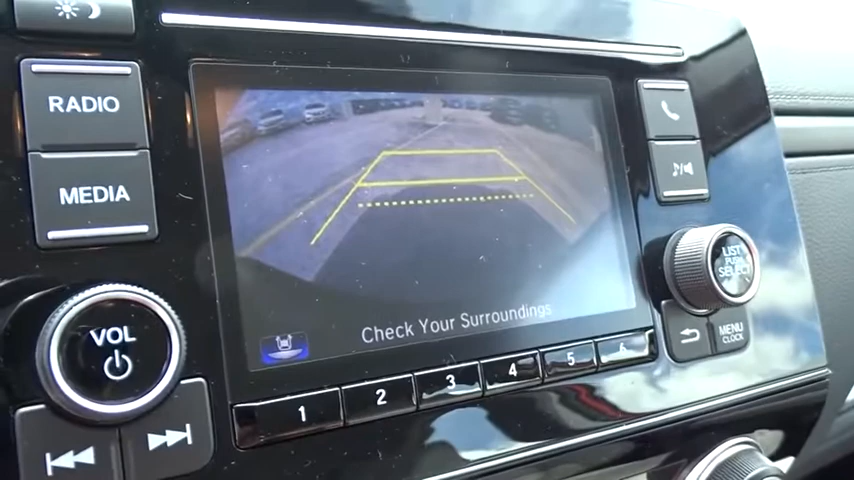 RADIO
MEDIA
VOL
Check Your Surroundings
LIST
PUSH
SELECT
MENU
CLOCK
1
2
3
4
5
6